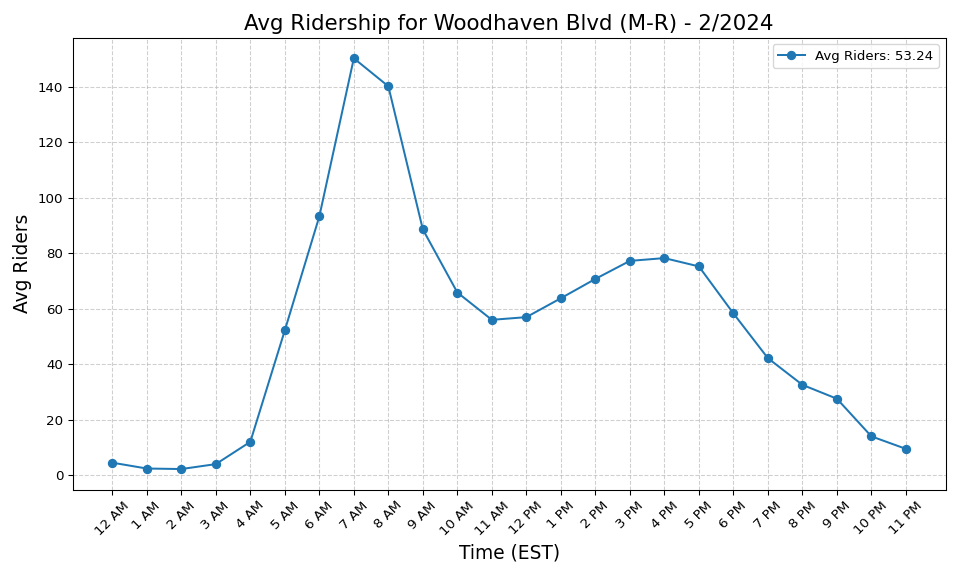 Avg Ridership for Woodhaven Blvd (M-R) - 2/2024
Avg Riders: 53.24
Avg Riders
140
120
100
80
60
40
20
0
12 AM
1 AM
2 AM
3 AM
4 AM
5 AM
6 AM
7 AM
8 AM
9 AM
10 AM
11 AM
12 PM
1 PM
2 PM
3 PM
4 PM
5 PM
6 PM
7 PM
8 PM
9 PM
10 PM
11 PM
Time (EST)